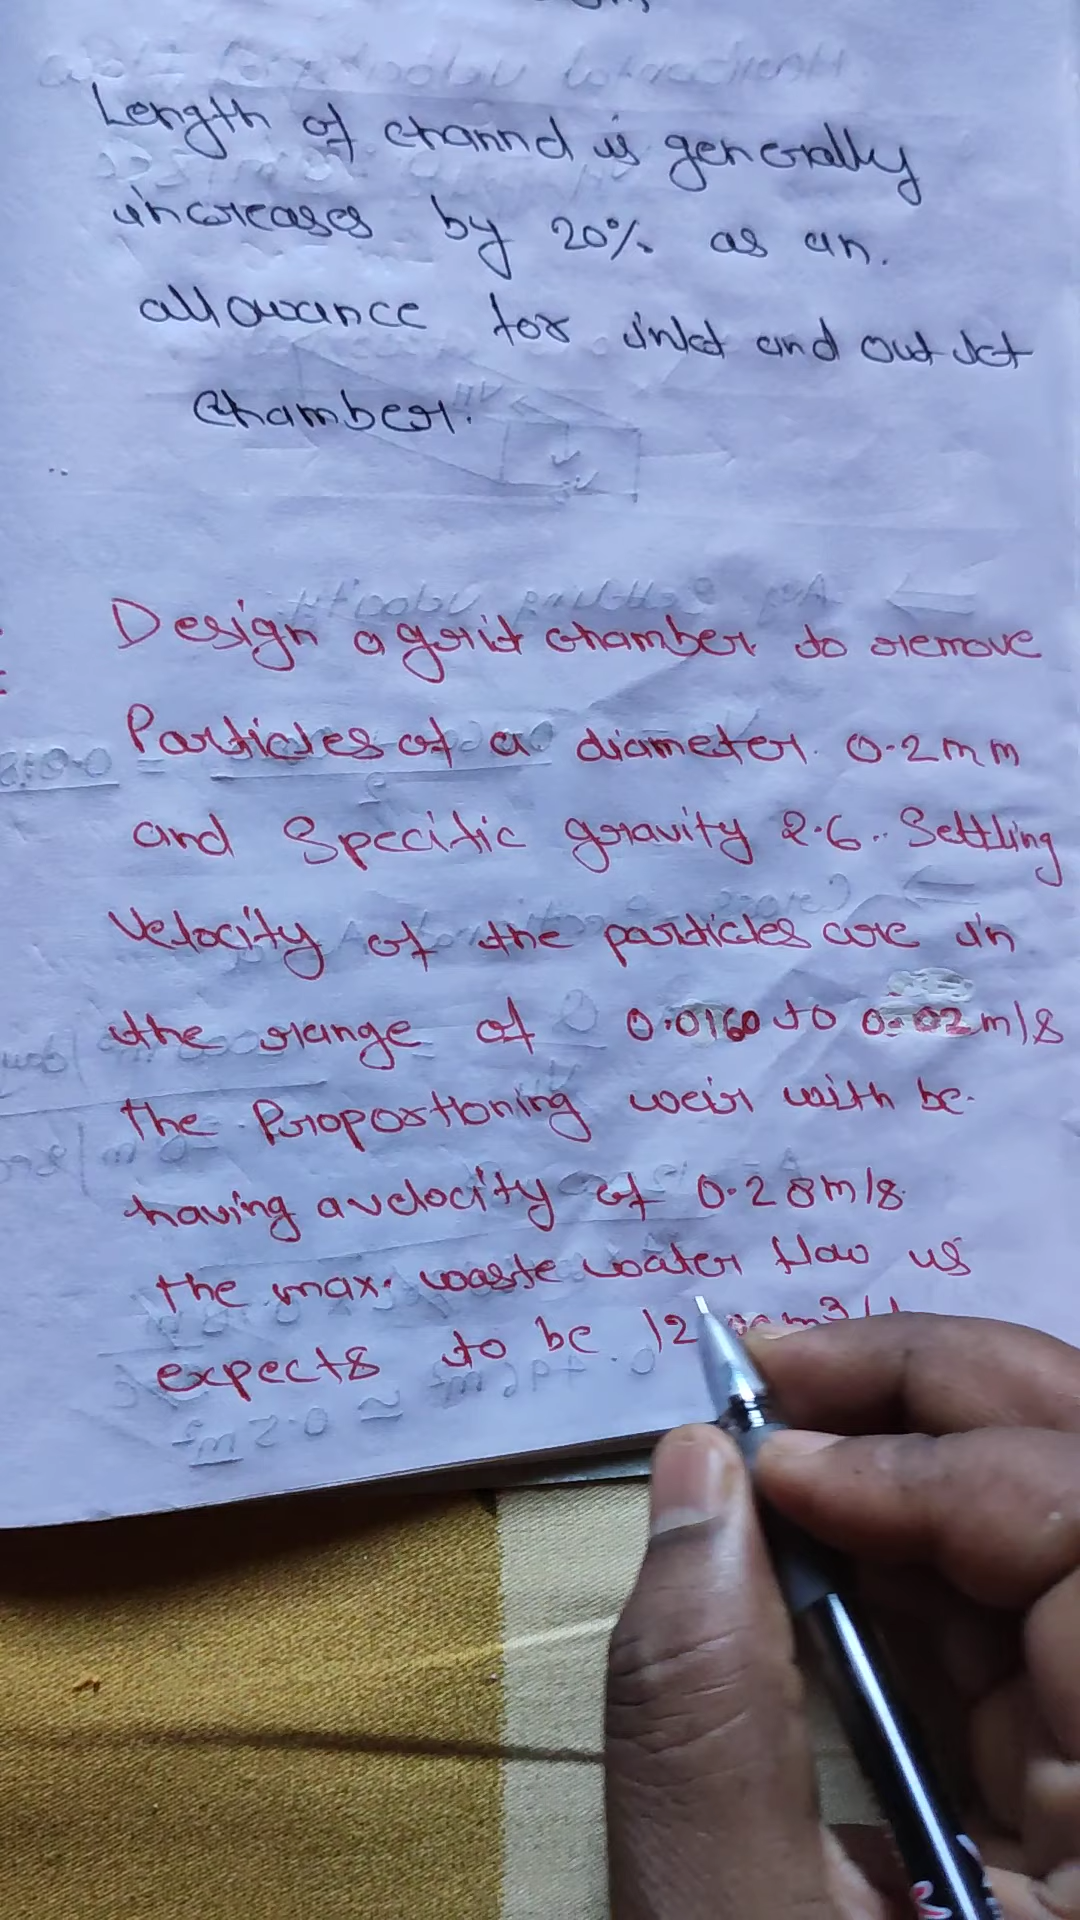 Length of channel is generally
increases by 20% as an.
allowance for inlet and outlet
chamber.
Design a grit chamber to remove
Particles of a diameter 0.2mm
and Specific gravity 2.6. Settling
Velocity of the particles are in
the range of 0.0160 to 0.02m/s
the Proportioning weir with be
having a velocity of 0.28m/s.
the max. waste water flow is
expects to be 12